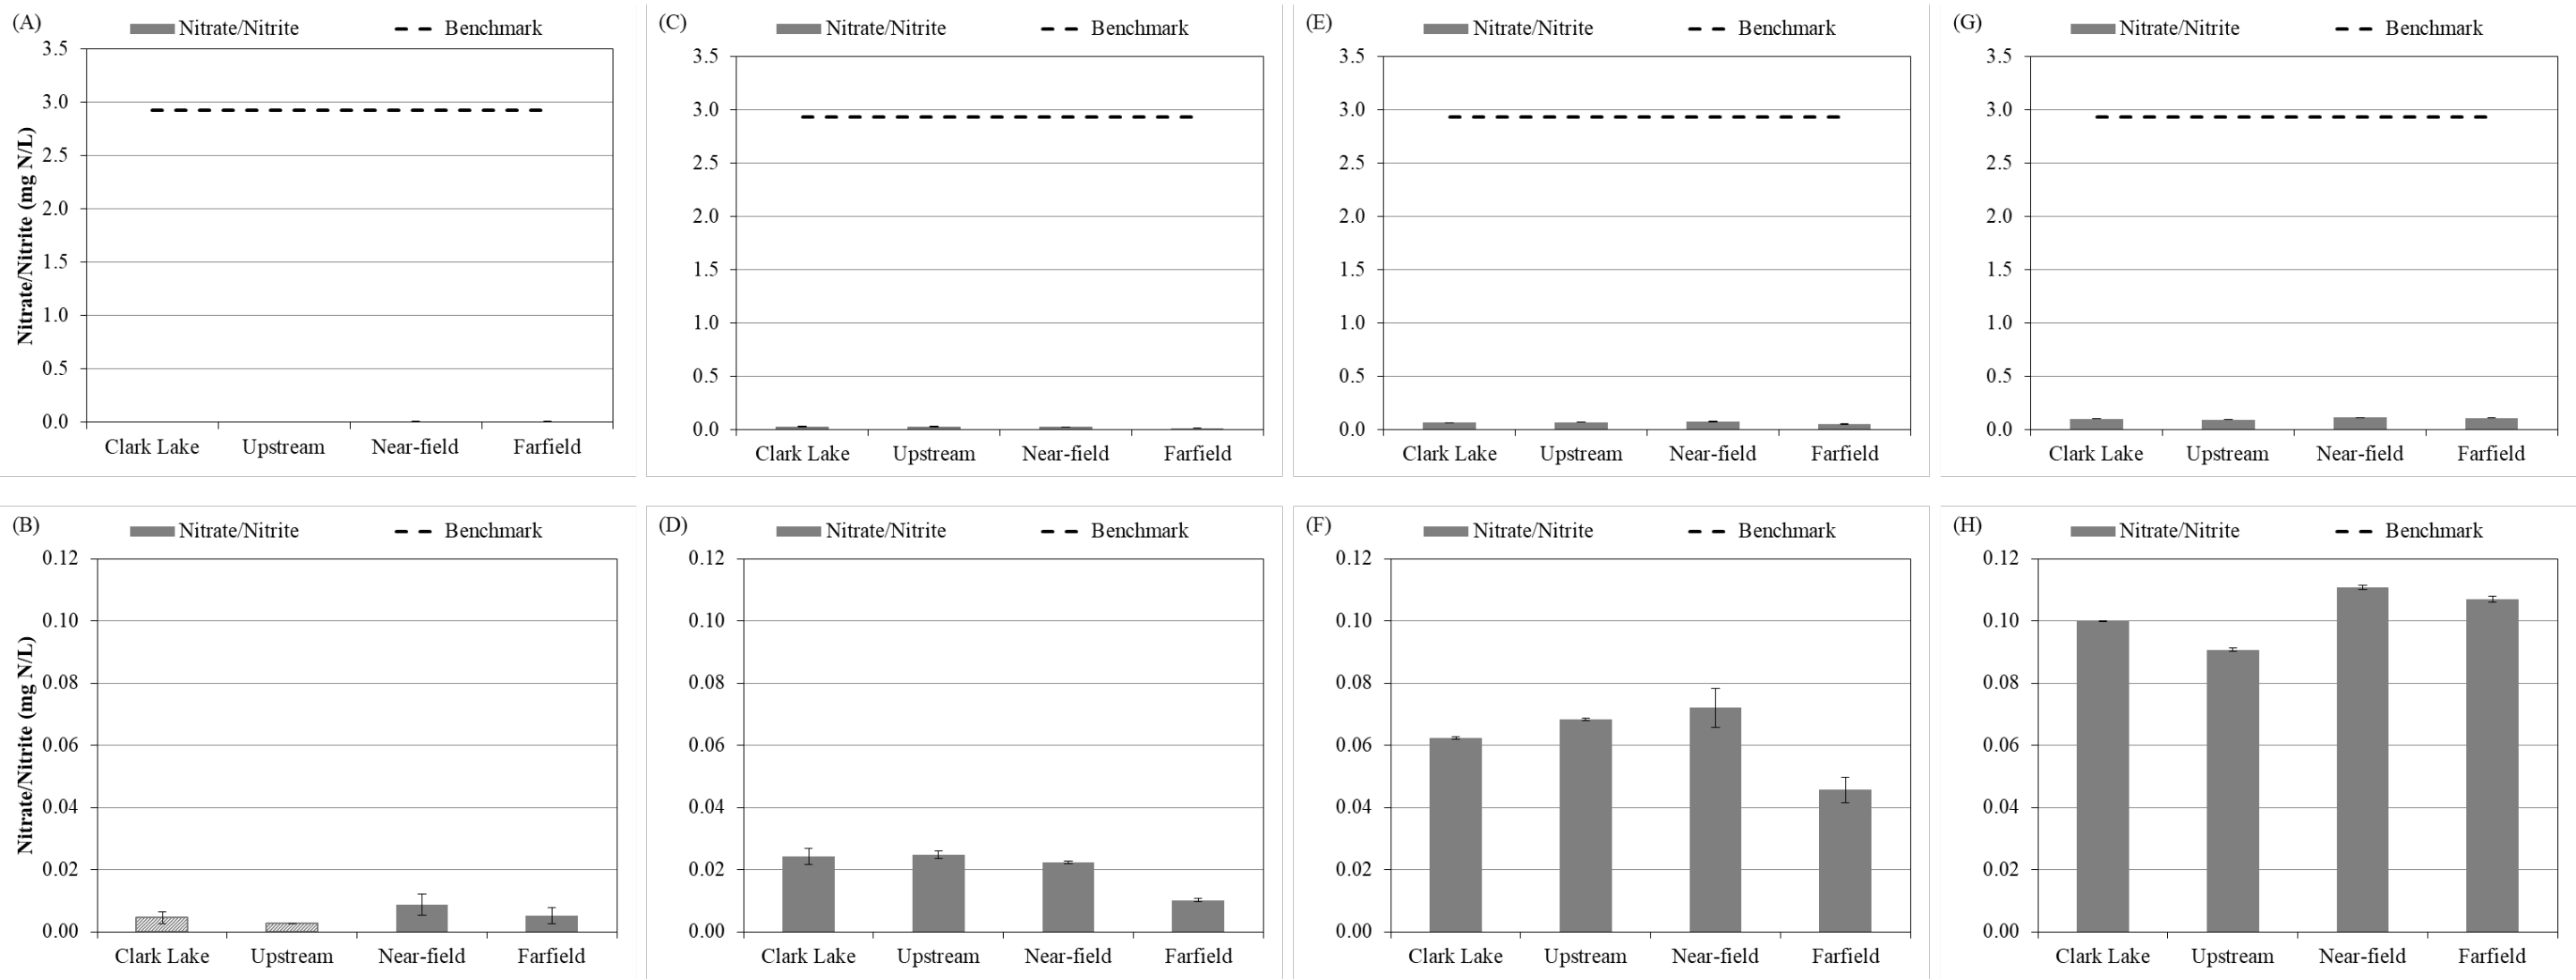 (A)
Nitrate/Nitrite Benchmark
Nitrate/Nitrite (mg N/L)
3.5
3.0
2.5
2.0
1.5
1.0
0.5
0.0
Clark Lake Upstream Near-field Farfield
(C)
Nitrate/Nitrite Benchmark
3.5
3.0
2.5
2.0
1.5
1.0
0.5
0.0
Clark Lake Upstream Near-field Farfield
(E)
Nitrate/Nitrite Benchmark
3.5
3.0
2.5
2.0
1.5
1.0
0.5
0.0
Clark Lake Upstream Near-field Farfield
(G)
Nitrate/Nitrite Benchmark
3.5
3.0
2.5
2.0
1.5
1.0
0.5
0.0
Clark Lake Upstream Near-field Farfield
(B)
Nitrate/Nitrite Benchmark
Nitrate/Nitrite (mg N/L)
0.12
0.10
0.08
0.06
0.04
0.02
0.00
Clark Lake Upstream Near-field Farfield
(D)
Nitrate/Nitrite Benchmark
0.12
0.10
0.08
0.06
0.04
0.02
0.00
Clark Lake Upstream Near-field Farfield
(F)
Nitrate/Nitrite Benchmark
0.12
0.10
0.08
0.06
0.04
0.02
0.00
Clark Lake Upstream Near-field Farfield
(H)
Nitrate/Nitrite Benchmark
0.12
0.10
0.08
0.06
0.04
0.02
0.00
Clark Lake Upstream Near-field Farfield